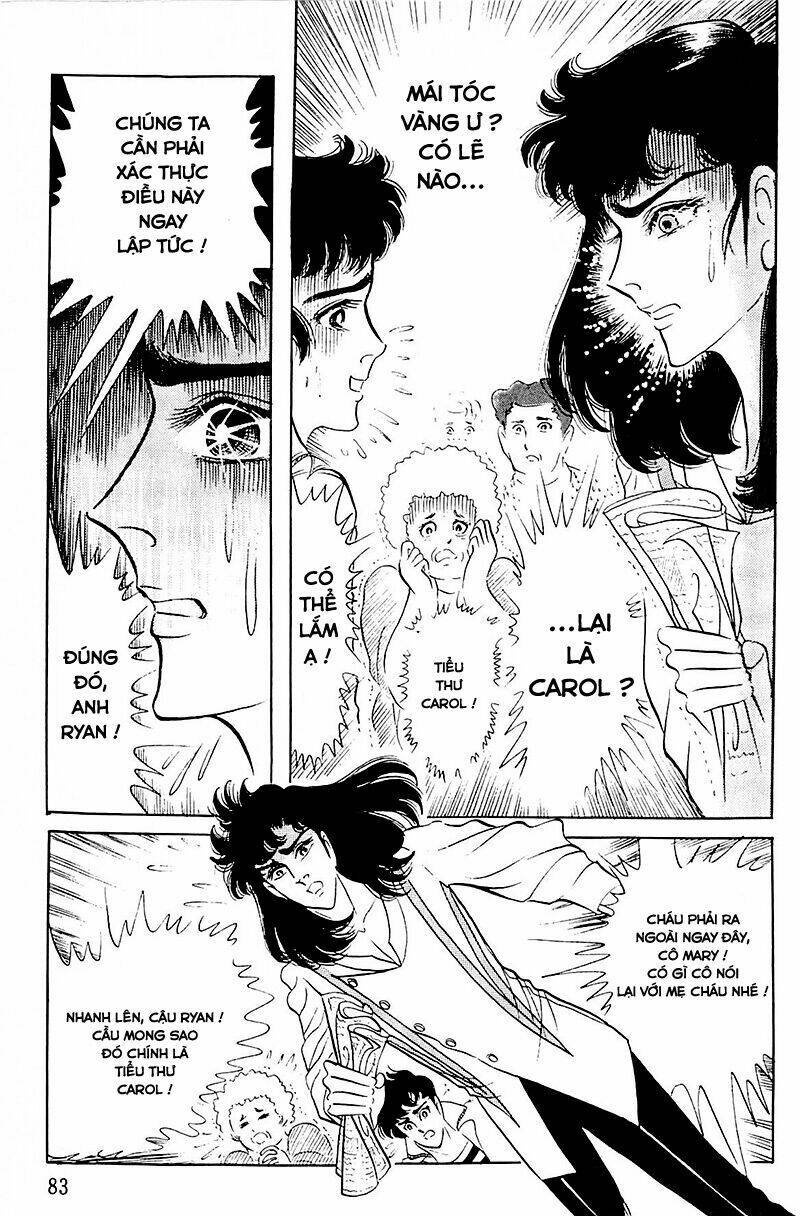 MÁI TÓC
VÀNG Ư ?
CÓ LẼ
NÀO...
...LẠI
LÀ
CAROL ?
TIỂU
THƯ
CAROL !
CÓ
THỂ
LẮM
Ạ !
CHÚNG TA
CẦN PHẢI
XÁC THỰC
ĐIỀU NÀY
NGAY
LẬP TỨC !
ĐÚNG
ĐÓ,
ANH
RYAN !
CHÁU PHẢI RA
NGOÀI NGAY ĐÂY,
CÔ MARY !
CÓ GÌ CÔ NÓI
LẠI VỚI MẸ CHÁU NHÉ !
NHANH LÊN, CẬU RYAN !
CẦU MONG SAO
ĐÓ CHÍNH LÀ
TIỂU THƯ
CAROL !
83